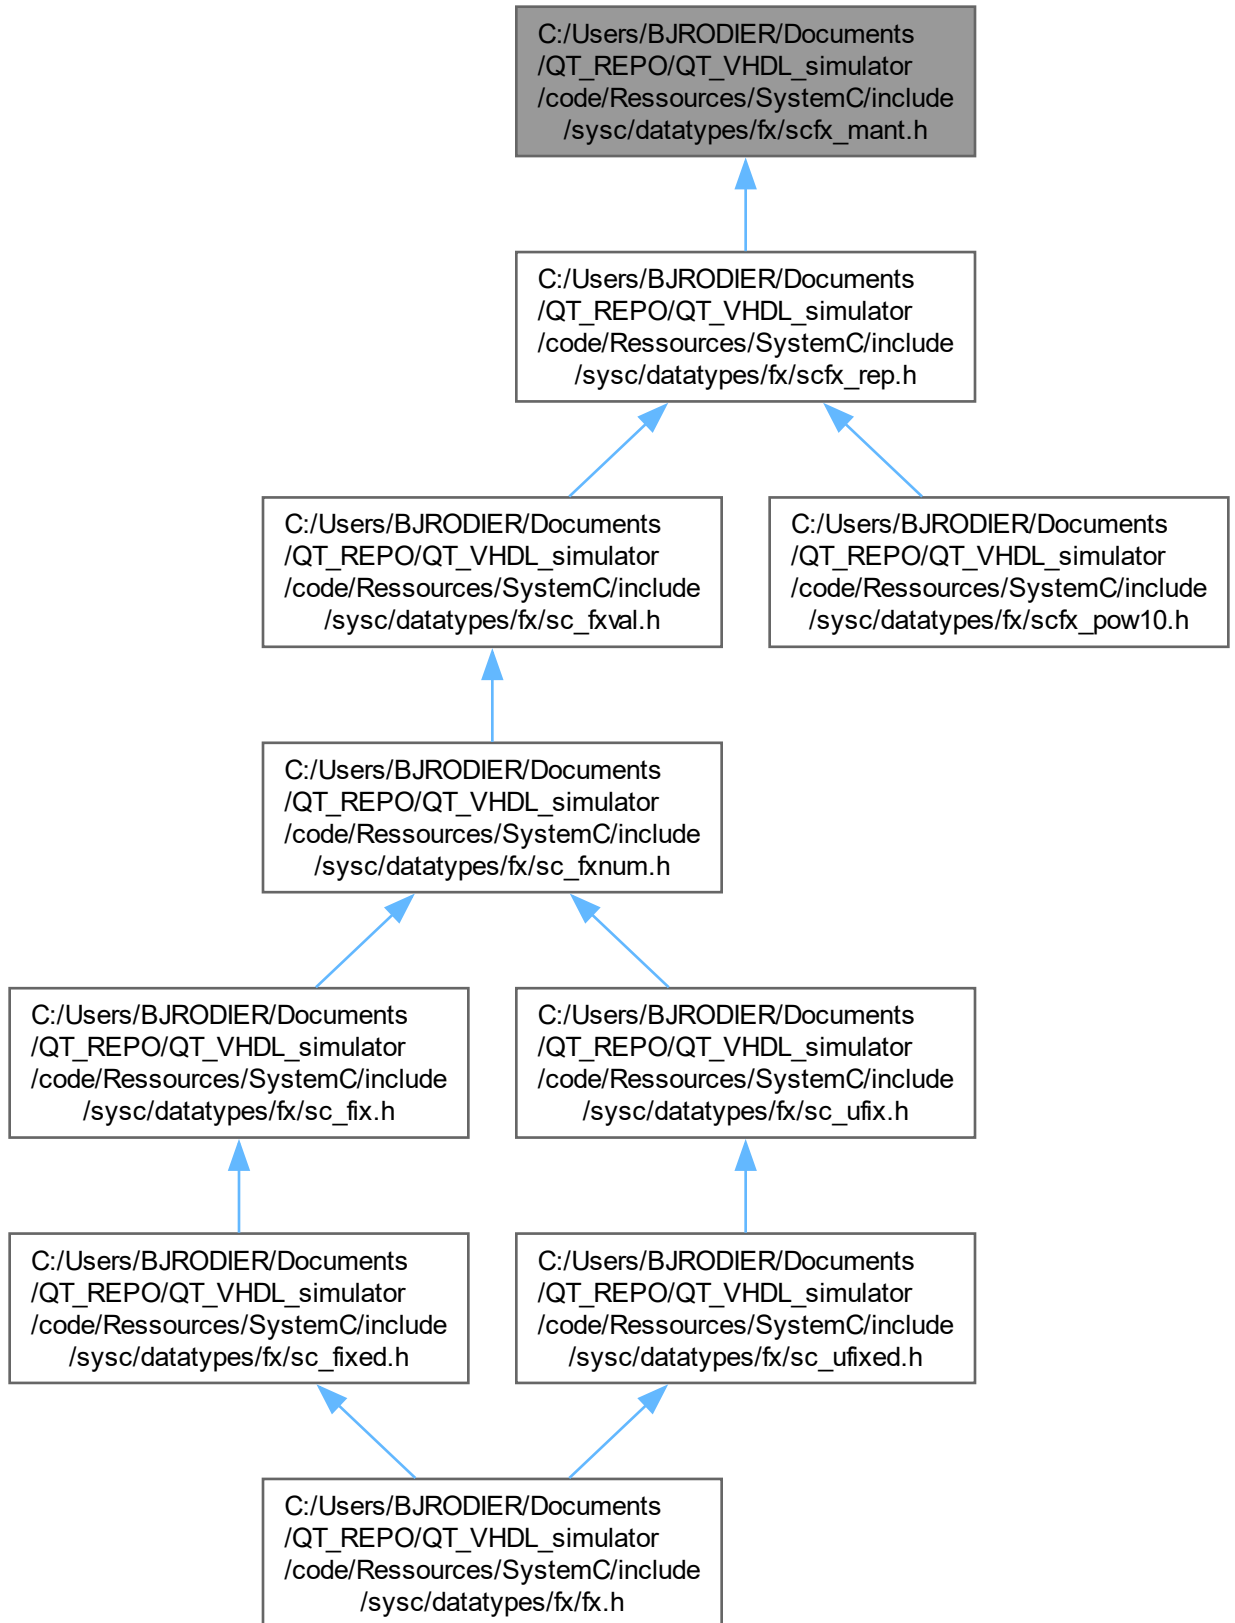 C:/Users/BJRODIER/Documents
/QT_REPO/QT_VHDL_simulator
/code/Ressources/SystemC/include
/sysc/datatypes/fx/scfx_mant.h
C:/Users/BJRODIER/Documents
/QT_REPO/QT_VHDL_simulator
/code/Ressources/SystemC/include
/sysc/datatypes/fx/scfx_rep.h
C:/Users/BJRODIER/Documents
/QT_REPO/QT_VHDL_simulator
/code/Ressources/SystemC/include
/sysc/datatypes/fx/sc_fxval.h
C:/Users/BJRODIER/Documents
/QT_REPO/QT_VHDL_simulator
/code/Ressources/SystemC/include
/sysc/datatypes/fx/scfx_pow10.h
C:/Users/BJRODIER/Documents
/QT_REPO/QT_VHDL_simulator
/code/Ressources/SystemC/include
/sysc/datatypes/fx/sc_fxnum.h
C:/Users/BJRODIER/Documents
/QT_REPO/QT_VHDL_simulator
/code/Ressources/SystemC/include
/sysc/datatypes/fx/sc_fix.h
C:/Users/BJRODIER/Documents
/QT_REPO/QT_VHDL_simulator
/code/Ressources/SystemC/include
/sysc/datatypes/fx/sc_ufix.h
C:/Users/BJRODIER/Documents
/QT_REPO/QT_VHDL_simulator
/code/Ressources/SystemC/include
/sysc/datatypes/fx/sc_fixed.h
C:/Users/BJRODIER/Documents
/QT_REPO/QT_VHDL_simulator
/code/Ressources/SystemC/include
/sysc/datatypes/fx/sc_ufixed.h
C:/Users/BJRODIER/Documents
/QT_REPO/QT_VHDL_simulator
/code/Ressources/SystemC/include
/sysc/datatypes/fx/fx.h